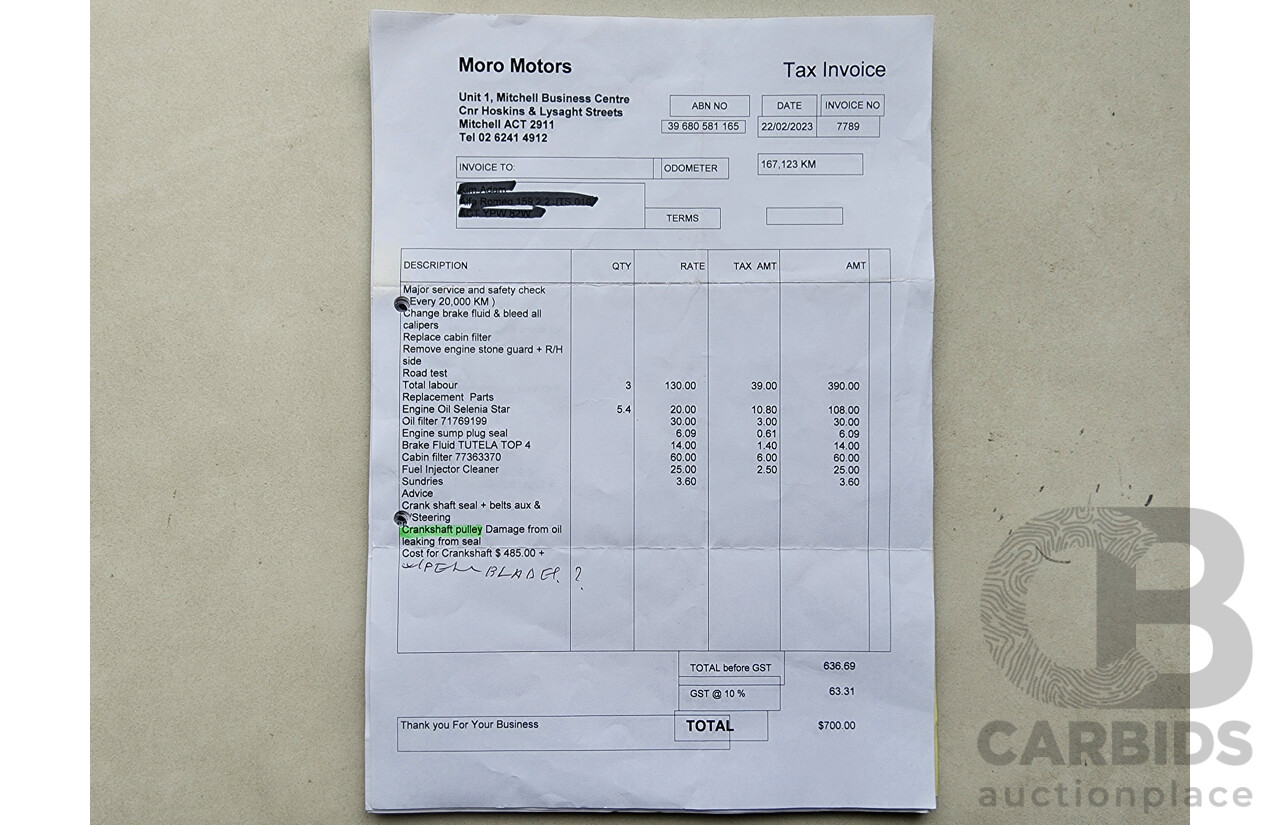 Moro Motors
Tax Invoice
Unit 1, Mitchell Business Centre
Cnr Hoskins & Lysaght Streets
Mitchell ACT 2911
Tel 02 6241 4912
ABN NO DATE INVOICE NO
39 680 581 165 22/02/2023 7789
INVOICE TO: ODOMETER 167,123 KM
TERMS
DESCRIPTION QTY RATE TAX AMT AMT
Major service and safety check
Every 20,000 KM )
Change brake fluid & bleed all
calipers
Replace cabin filter
Remove engine stone guard + R/H
side
Road test
Total labour 3 130.00 39.00 390.00
Replacement Parts
Engine Oil Selenia Star 5.4 20.00 10.80 108.00
Oil filter 71769199 30.00 3.00 30.00
Engine sump plug seal 6.09 0.61 6.09
Brake Fluid TUTELA TOP 4 14.00 1.40 14.00
Cabin filter 77363370 60.00 6.00 60.00
Fuel Injector Cleaner 25.00 2.50 25.00
Sundries 3.60 3.60
Advice
Crank shaft seal + belts aux &
/Steering
Crankshaft pulley Damage from oil
leaking from seal
Cost for Crankshaft $ 485.00 +
BLADES ?
TOTAL before GST 636.69
GST @ 10 % 63.31
Thank you For Your Business TOTAL $700.00
CB
CARBIDS
auctionplace